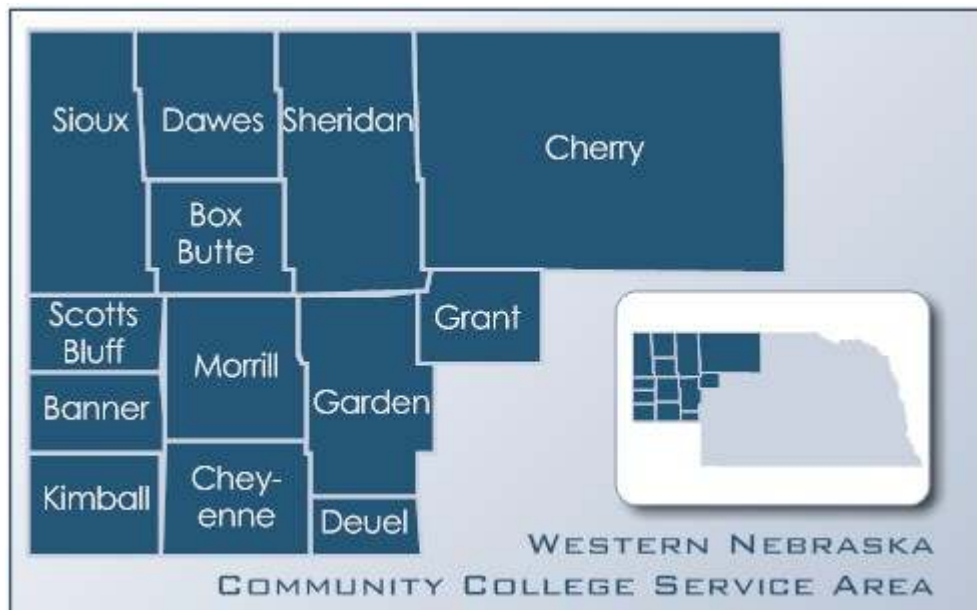 Sioux
Dawes
Sheridan
Cherry
Box
Butte
Scotts
Bluff
Morrill
Grant
Banner
Garden
Kimball
Chey-
enne
Deuel
WESTERN NEBRASKA
COMMUNITY COLLEGE SERVICE AREA